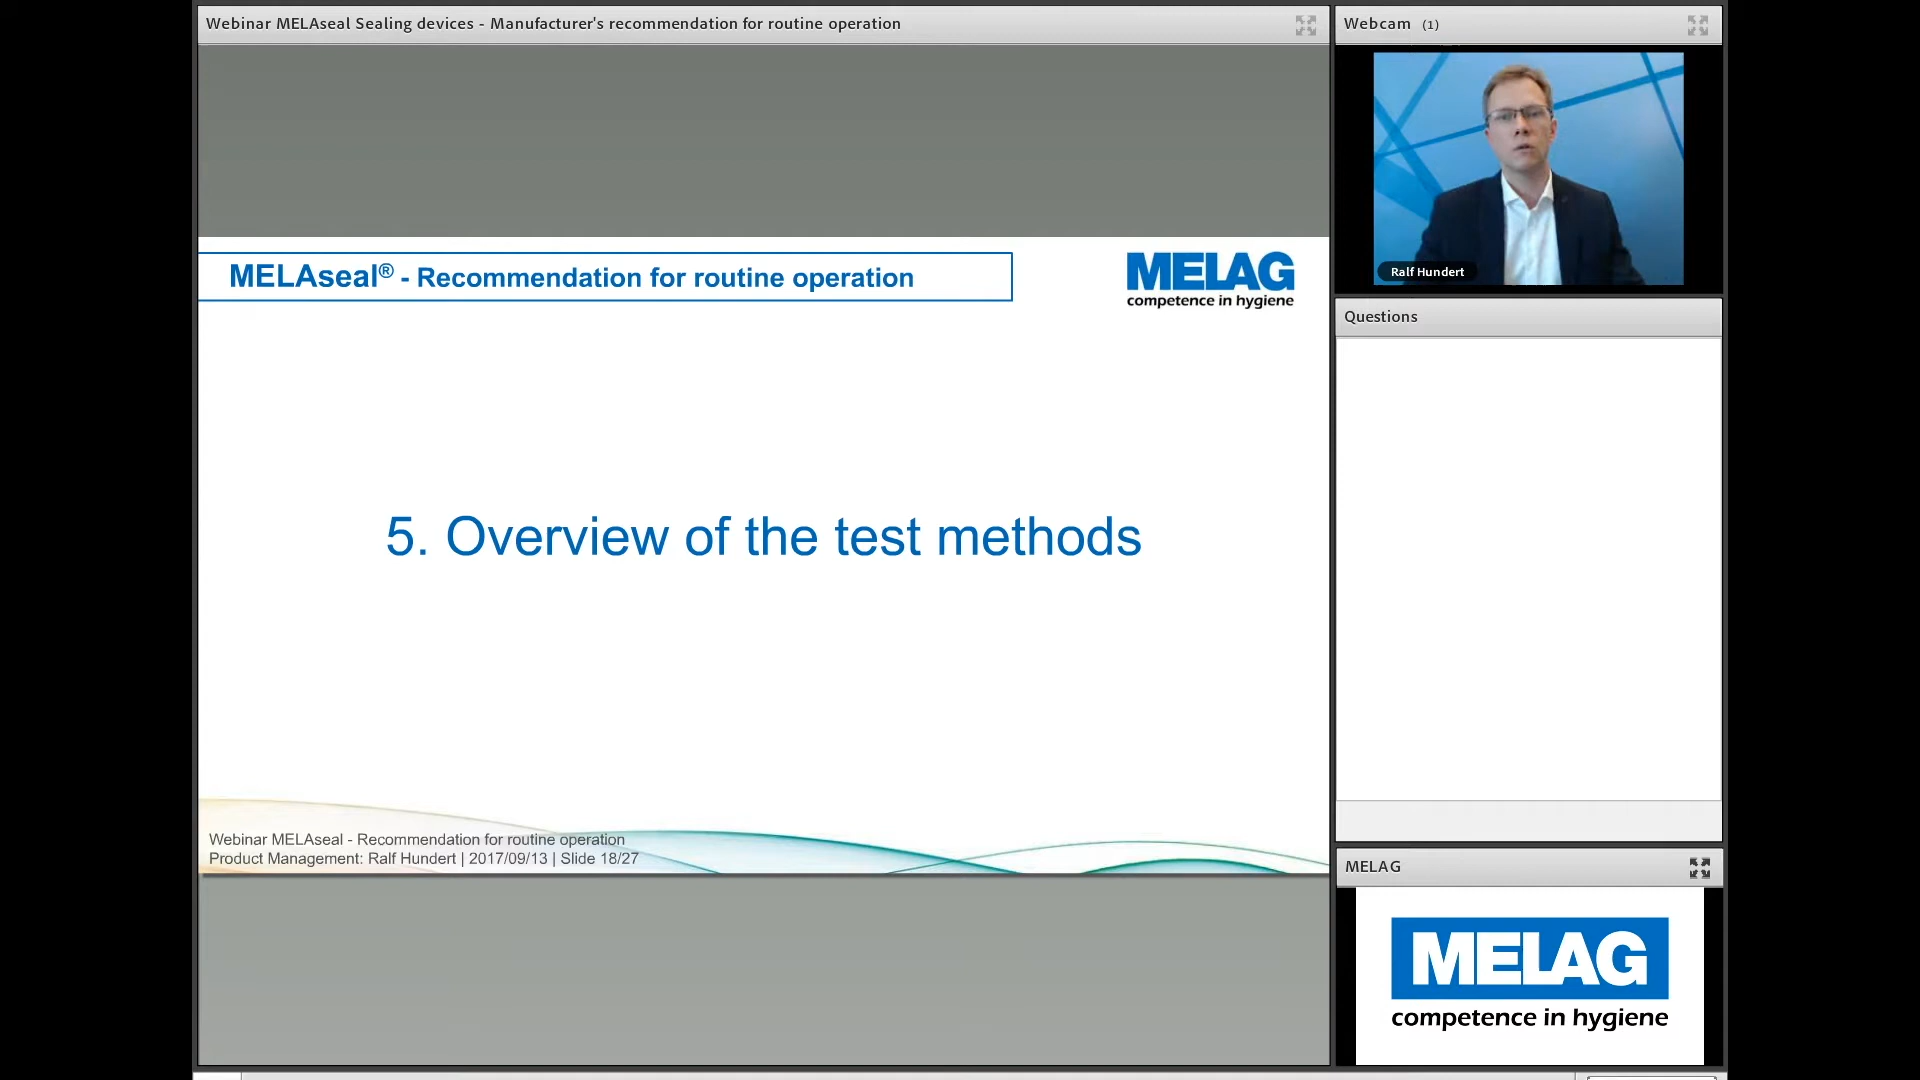 Webinar MELAseal Sealing devices - Manufacturer's recommendation for routine operation
MELAseal® - Recommendation for routine operation
MELAG
competence in hygiene
5. Overview of the test methods
Webinar MELAseal - Recommendation for routine operation
Product Management: Ralf Hundert | 2017/09/13 | Slide 18/27
Webcam (1)
Ralf Hundert
Questions
MELAG
MELAG
competence in hygiene